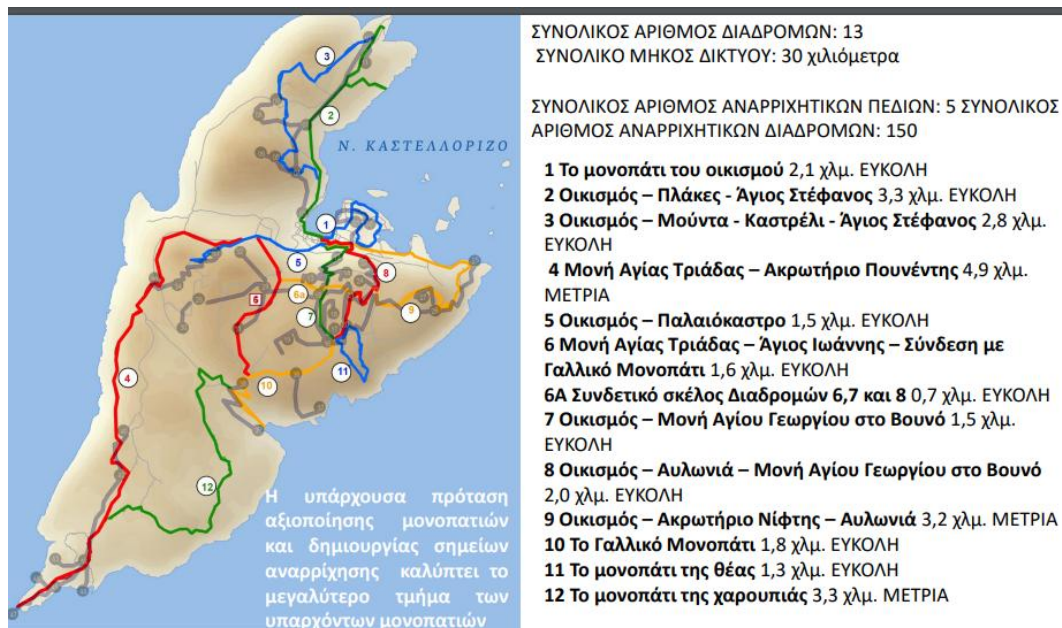 ΣΥΝΟΛΙΚΟΣ ΑΡΙΘΜΟΣ ΔΙΑΔΡΟΜΩΝ: 13
ΣΥΝΟΛΙΚΟ ΜΗΚΟΣ ΔΙΚΤΥΟΥ: 30 χιλιόμετρα
ΣΥΝΟΛΙΚΟΣ ΑΡΙΘΜΟΣ ΑΝΑΡΡΙΧΗΤΙΚΩΝ ΠΕΔΙΩΝ: 5 ΣΥΝΟΛΙΚΟΣ
ΑΡΙΘΜΟΣ ΑΝΑΡΡΙΧΗΤΙΚΩΝ ΔΙΑΔΡΟΜΩΝ: 150
1 Το μονοπάτι του οικισμού 2,1 χλμ. ΕΥΚΟΛΗ
2 Οικισμός – Πλάκες - Άγιος Στέφανος 3,3 χλμ. ΕΥΚΟΛΗ
3 Οικισμός – Μούντα - Καστρέλι - Άγιος Στέφανος 2,8 χλμ.
ΕΥΚΟΛΗ
4 Μονή Αγίας Τριάδας – Ακρωτήριο Πουνέντης 4,9 χλμ.
ΜΕΤΡΙΑ
5 Οικισμός – Παλαιόκαστρο 1,5 χλμ. ΕΥΚΟΛΗ
6 Μονή Αγίας Τριάδας – Άγιος Ιωάννης – Σύνδεση με
Γαλλικό Μονοπάτι 1,6 χλμ. ΕΥΚΟΛΗ
6Α Συνδετικό σκέλος Διαδρομών 6,7 και 8 0,7 χλμ. ΕΥΚΟΛΗ
7 Οικισμός – Μονή Αγίου Γεωργίου στο Βουνό 1,5 χλμ.
ΕΥΚΟΛΗ
8 Οικισμός – Αυλωνιά – Μονή Αγίου Γεωργίου στο Βουνό
2,0 χλμ. ΕΥΚΟΛΗ
9 Οικισμός – Ακρωτήριο Νίφτης – Αυλωνιά 3,2 χλμ. ΜΕΤΡΙΑ
10 Το Γαλλικό Μονοπάτι 1,8 χλμ. ΕΥΚΟΛΗ
11 Το μονοπάτι της θέας 1,3 χλμ. ΕΥΚΟΛΗ
12 Το μονοπάτι της χαρουπιάς 3,3 χλμ. ΜΕΤΡΙΑ
3
2
Ν. ΚΑΣΤΕΛΛΟΡΙΖΟ
1
5
8
6a
9
7
4
10
11
12
Η υπάρχουσα πρόταση
αξιοποίησης μονοπατιών
και δημιουργίας σημείων
αναρρίχησης καλύπτει το
μεγαλύτερο τμήμα των
υπαρχόντων μονοπατιών